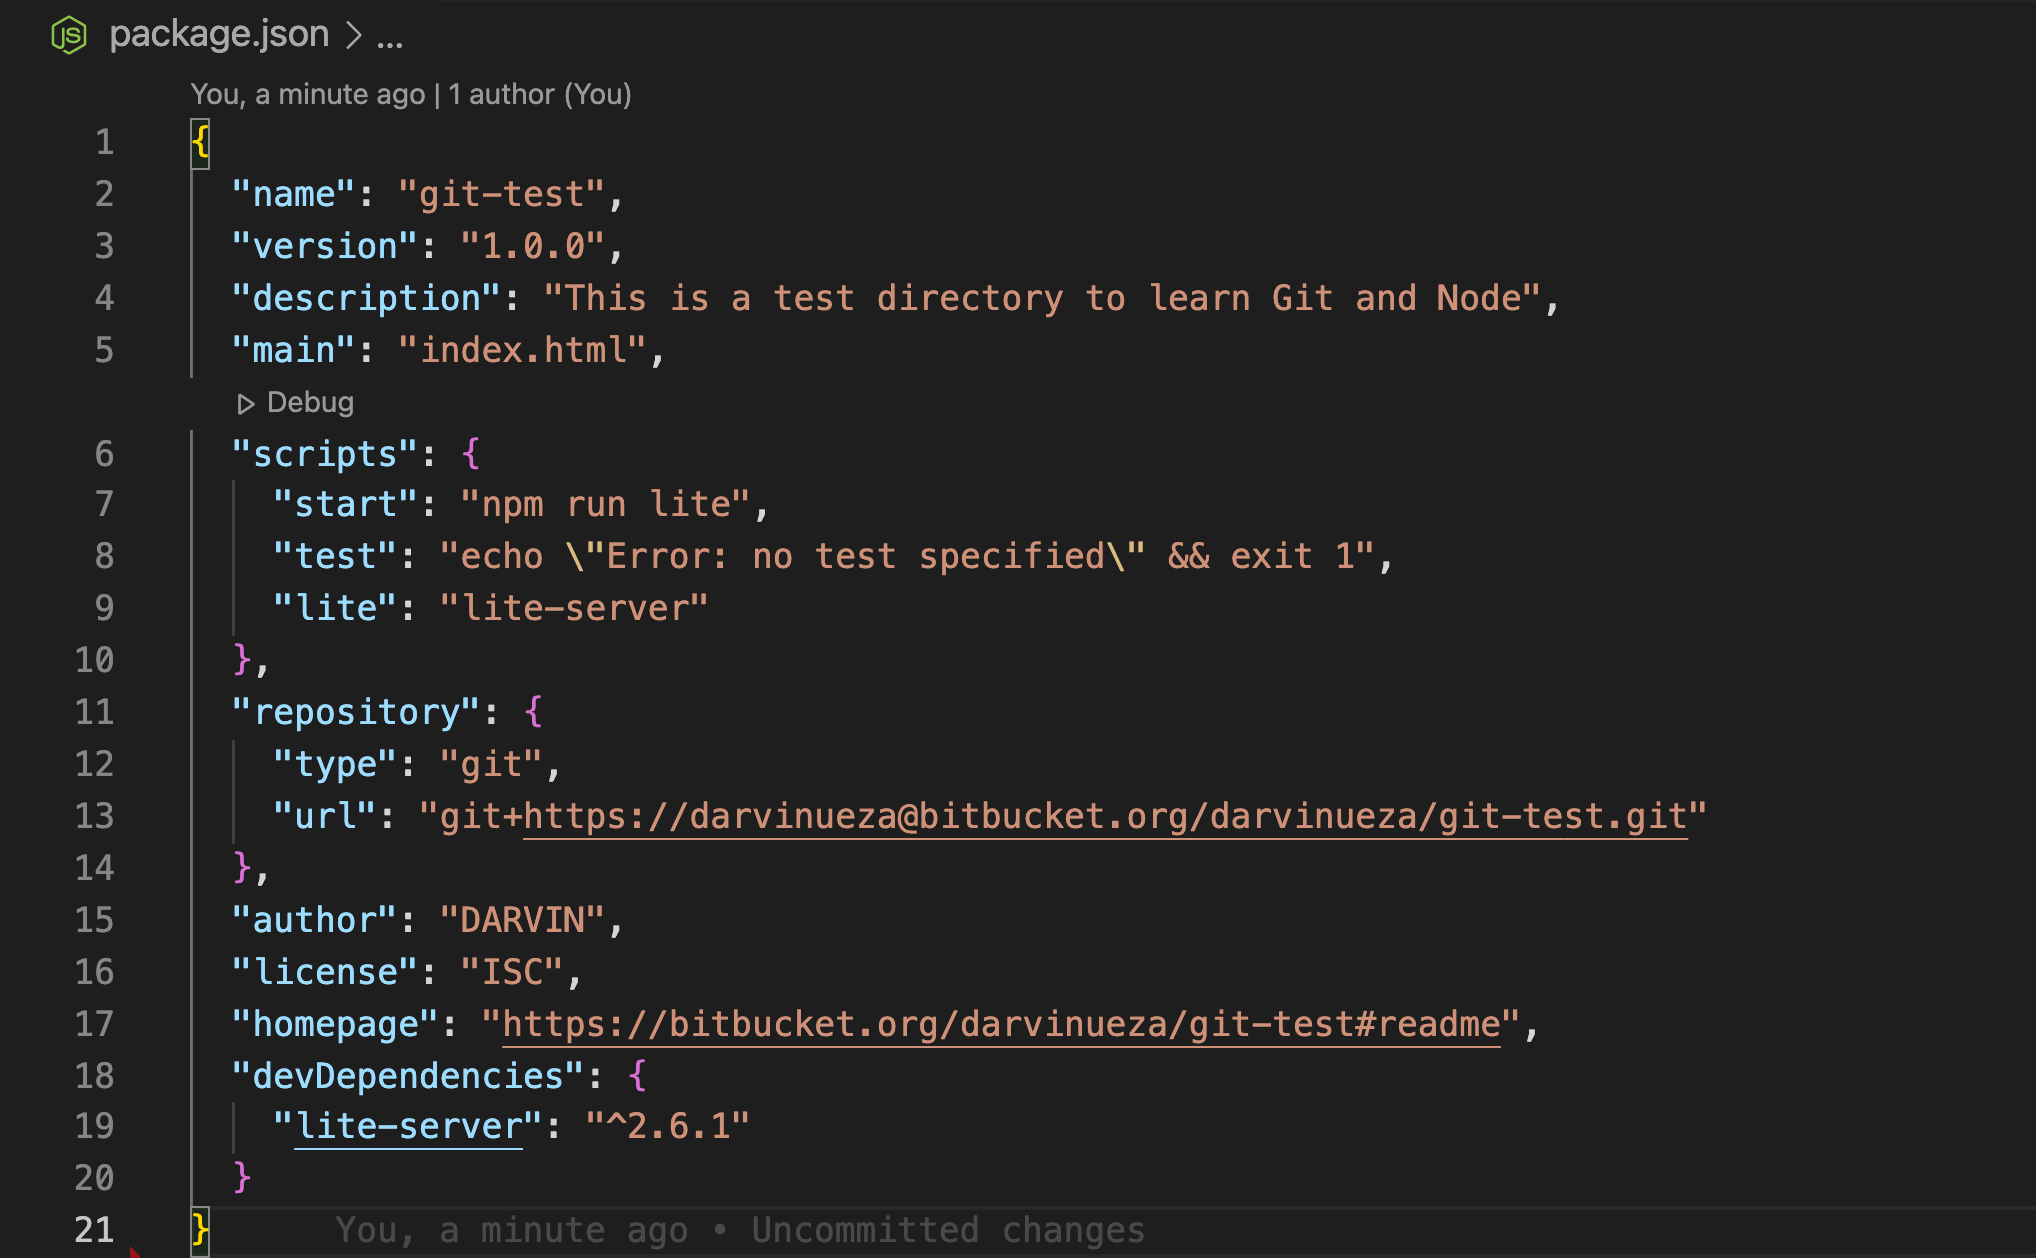 package.json > ...
You, a minute ago | 1 author (You)
1 {
2 "name": "git-test",
3 "version": "1.0.0",
4 "description": "This is a test directory to learn Git and Node",
5 "main": "index.html",
Debug
6 "scripts": {
7 "start": "npm run lite",
8 "test": "echo \"Error: no test specified\" && exit 1",
9 "lite": "lite-server"
10 },
11 "repository": {
12 "type": "git",
13 "url": "git+https://darvinueza@bitbucket.org/darvinueza/git-test.git"
14 },
15 "author": "DARVIN",
16 "license": "ISC",
17 "homepage": "https://bitbucket.org/darvinueza/git-test#readme",
18 "devDependencies": {
19 "lite-server": "^2.6.1"
20 }
21 } You, a minute ago • Uncommitted changes